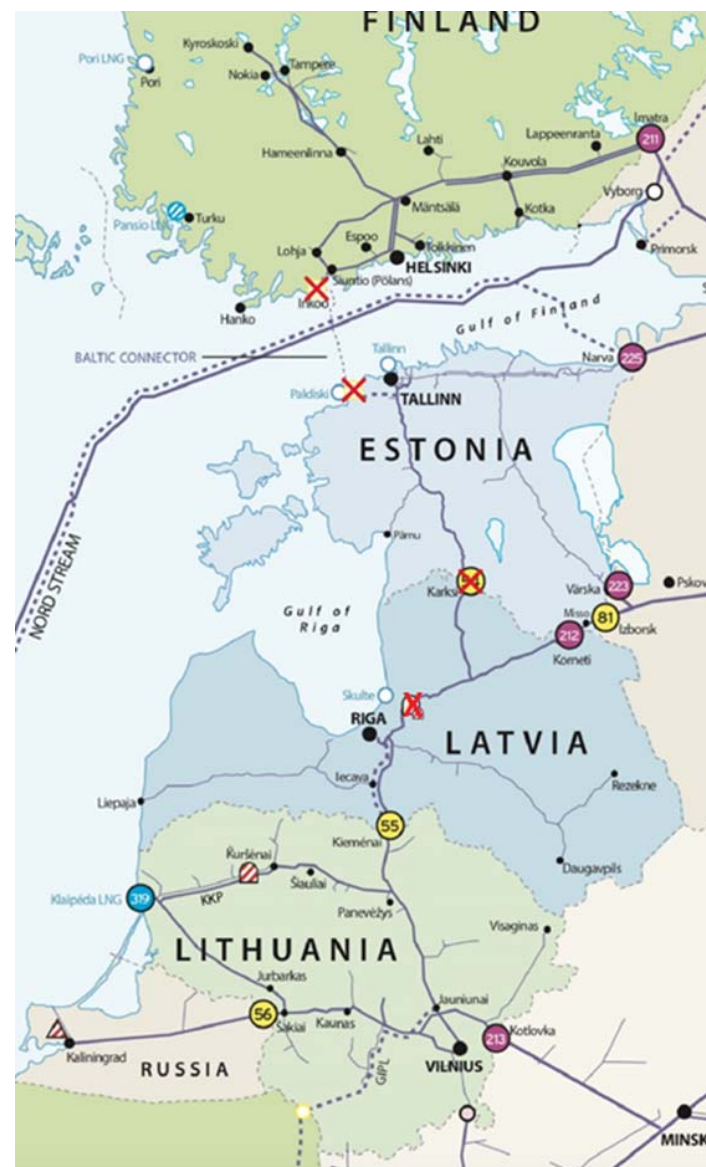 FINLAND
Kyroskoski
Pori LNG
Tampere
Nokia
Pori
Imatra
211
Lahti
Lappeenranta
Hameenlinna
Kouvola
Vyborg
Pansio LNG
Turku
Mäntsälä
Kotka
Espoo
Tolkkinen
Lohja
Primorsk
HELSINKI
Siuntio (Pölans)
Inkoo
Hanko
Gulf of Finland
BALTIC CONNECTOR
Tallinn
Narva
225
Paldiski
TALLINN
ESTONIA
Pärnu
NORD STREAM
Karksi
Värska
223
Pskov
Gulf of
Riga
Misso
81
Izborsk
212
Korneti
Skulte
RIGA
LATVIA
Iecava
Rezekne
Liepaja
55
Kiemėnai
Kuršėnai
Daugavpils
Šiauliai
Klaipėda LNG
319
KKP
Panevėžys
Visaginas
LITHUANIA
Jurbarkas
56
Šakiai
Kaunas
Jauniunai
Kotlovka
213
Kaliningrad
RUSSIA
GIPL
VILNIUS
MINSK